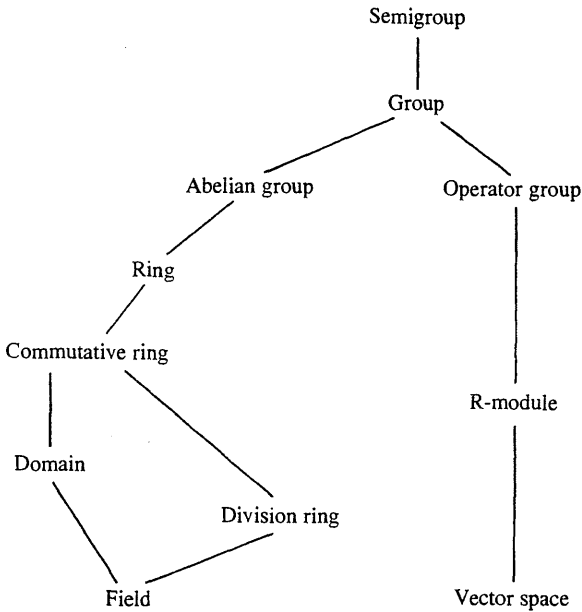 Semigroup
Group
Abelian group
Operator group
Ring
Commutative ring
R-module
Domain
Division ring
Field
Vector space